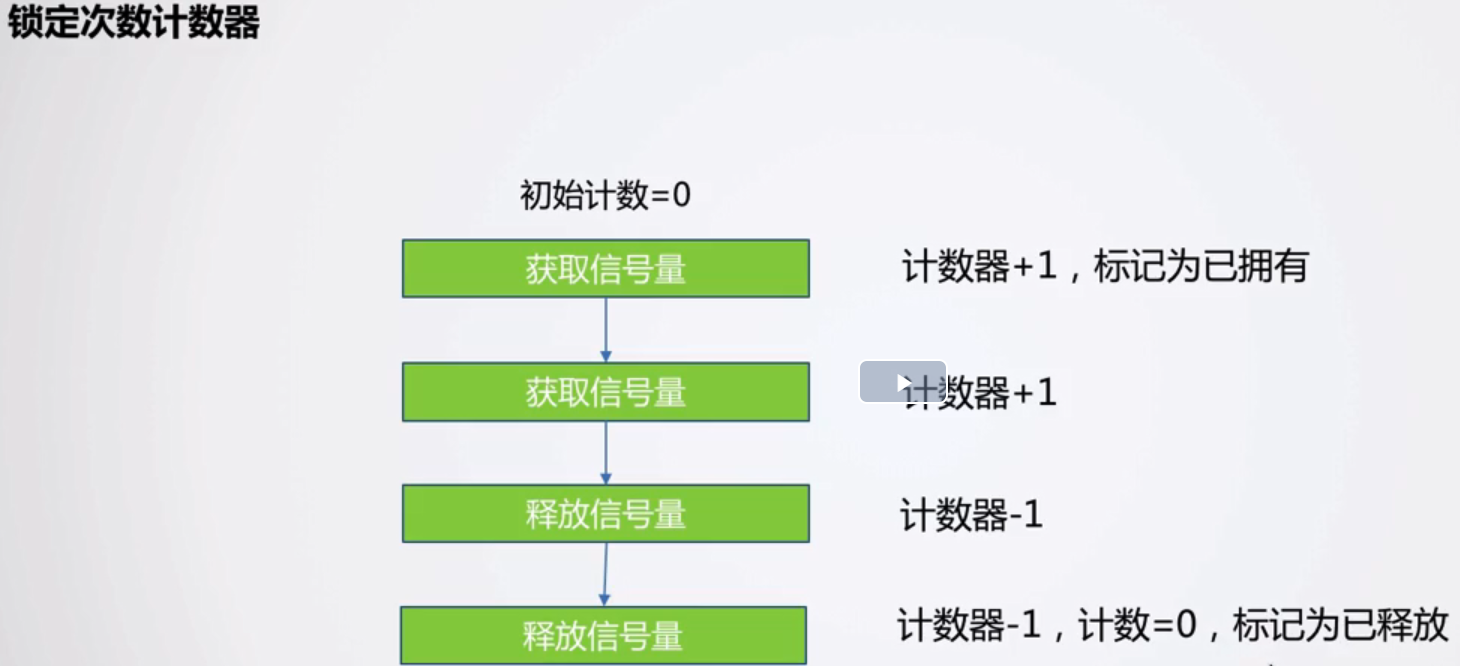 锁定次数计数器
初始计数=0
获取信号量
计数器+1，标记为已拥有
获取信号量
计数器+1
释放信号量
计数器-1
释放信号量
计数器-1，计数=0，标记为已释放